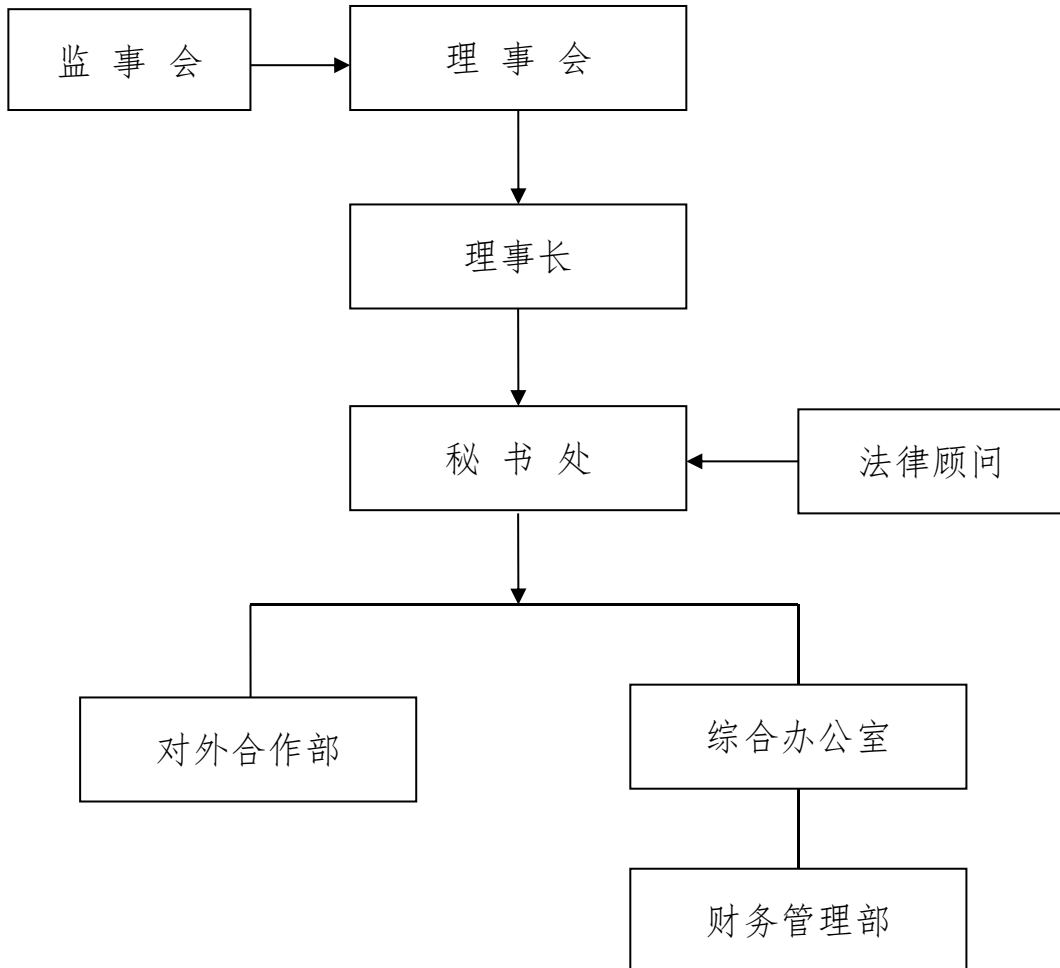 监 事 会
理 事 会
理事长
秘 书 处
法律顾问
对外合作部
综合办公室
财务管理部